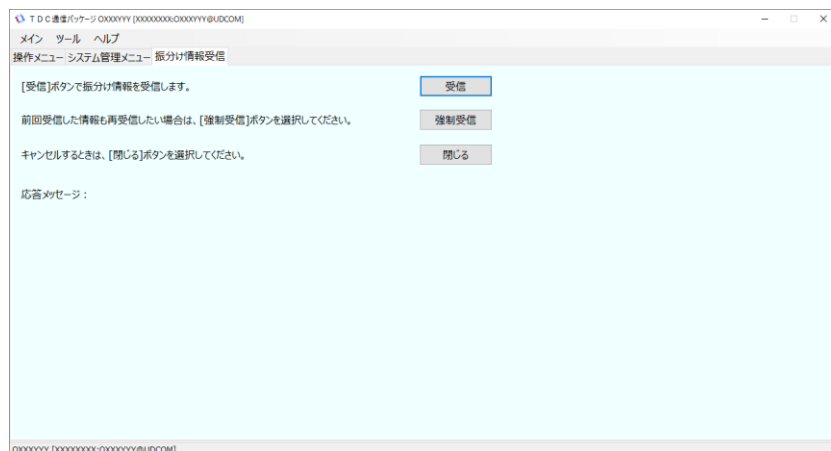 TDC通信パッケージ OXXXYYY [XXXXXXXX:OXXXYYY@UDCOM]
メイン ツール ヘルプ
操作メニュー システム管理メニュー 振分け情報受信
[受信]ボタンで振分け情報を受信します。 受信
前回受信した情報も再受信したい場合は、[強制受信]ボタンを選択してください。 強制受信
キャンセルするときは、[閉じる]ボタンを選択してください。 閉じる
応答メッセージ：
OXXXYYY [XXXXXXXX:OXXXYYY@UDCOM]